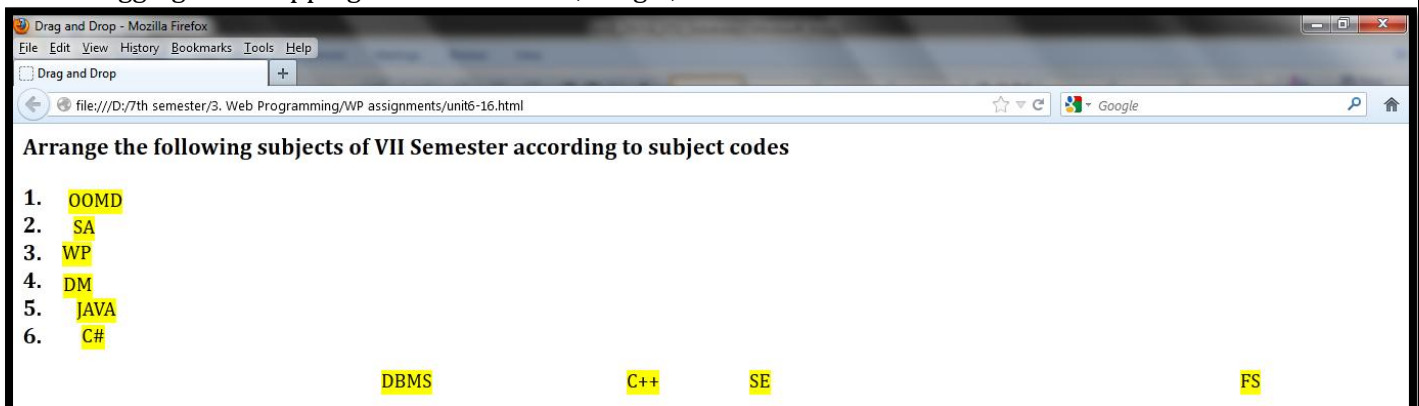 Drag and Drop - Mozilla Firefox
File Edit View History Bookmarks Tools Help
Drag and Drop +
file:///D:/7th semester/3. Web Programming/WP assignments/unit6-16.html Google
Arrange the following subjects of VII Semester according to subject codes
1. OOMD
2. SA
3. WP
4. DM
5. JAVA
6. C#
DBMS C++ SE FS